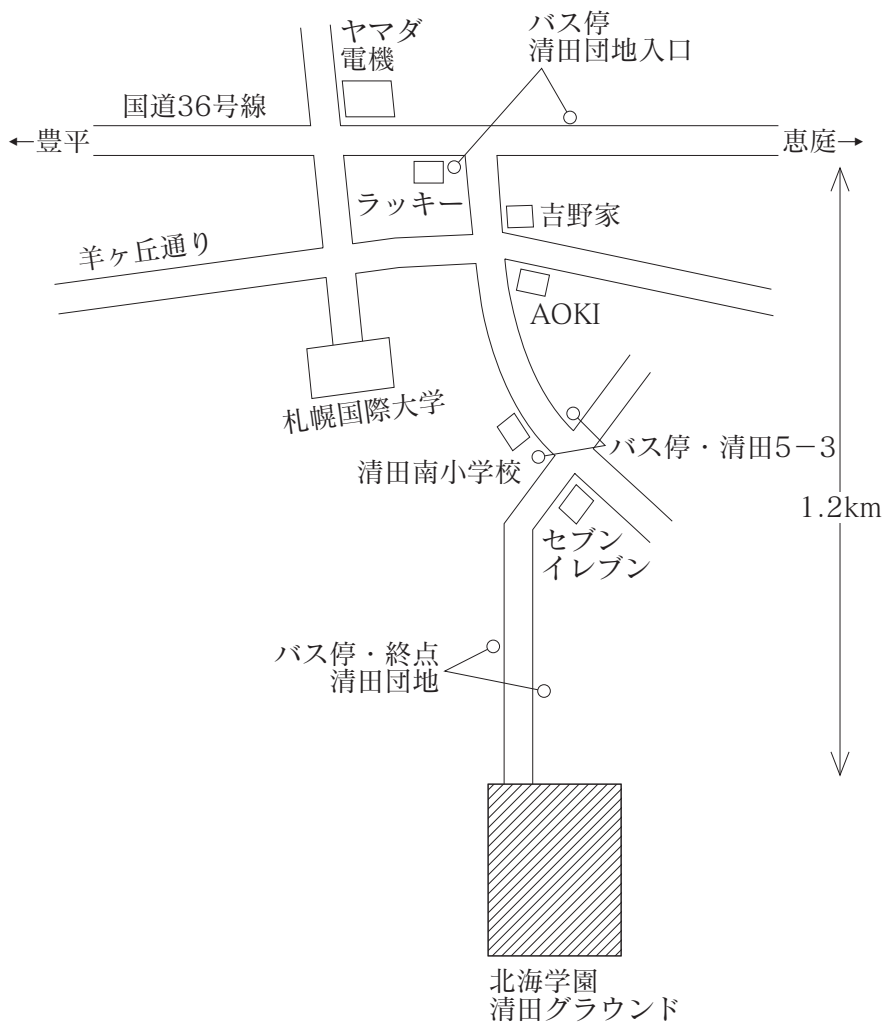 ヤマダ
電機
バス停
清田団地入口
国道36号線
←豊平
恵庭→
ラッキー
吉野家
羊ヶ丘通り
AOKI
札幌国際大学
バス停・清田5−3
清田南小学校
1.2km
セブン
イレブン
バス停・終点
清田団地
北海学園
清田グラウンド